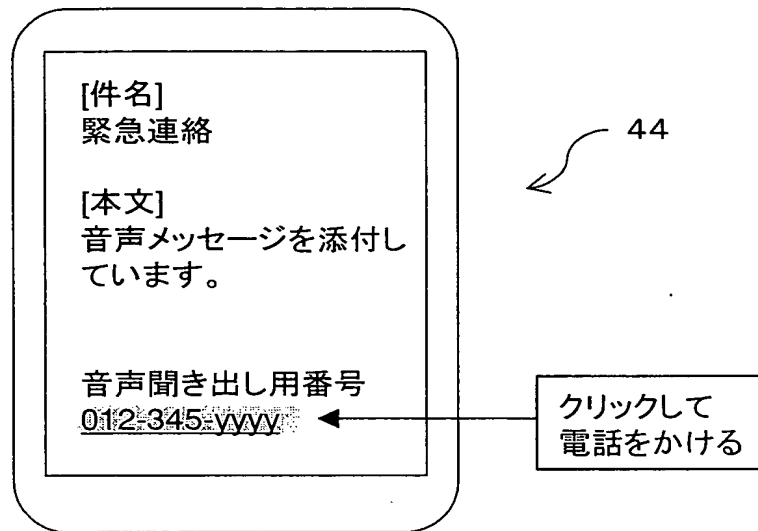 [件名]
緊急連絡
44
[本文]
音声メッセージを添付し
ています。
音声聞き出し用番号
012-345-yyyy
クリックして
電話をかける